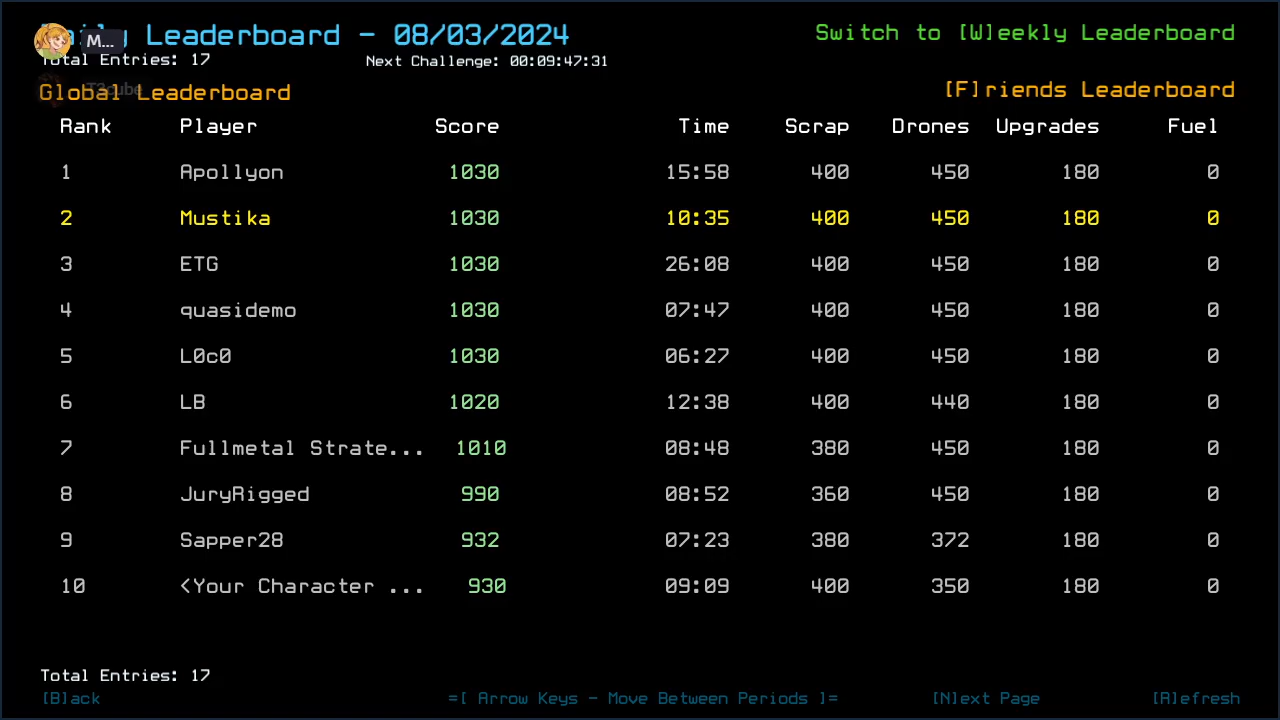 Daily Leaderboard - 08/03/2024
Switch to [W]eekly Leaderboard
M...
Total Entries: 17
Next Challenge: 00:09:47:31
T3cube
Global Leaderboard
[F]riends Leaderboard
Rank Player Score Time Scrap Drones Upgrades Fuel
1 Apollyon 1030 15:58 400 450 180 0
2 Mustika 1030 10:35 400 450 180 0
3 ETG 1030 26:08 400 450 180 0
4 quasidemo 1030 07:47 400 450 180 0
5 L0c0 1030 06:27 400 450 180 0
6 LB 1020 12:38 400 440 180 0
7 Fullmetal Strate... 1010 08:48 380 450 180 0
8 JuryRigged 990 08:52 360 450 180 0
9 Sapper28 932 07:23 380 372 180 0
10 <Your Character ... 930 09:09 400 350 180 0
Total Entries: 17
[B]ack =[ Arrow Keys - Move Between Periods ]= [N]ext Page [R]efresh